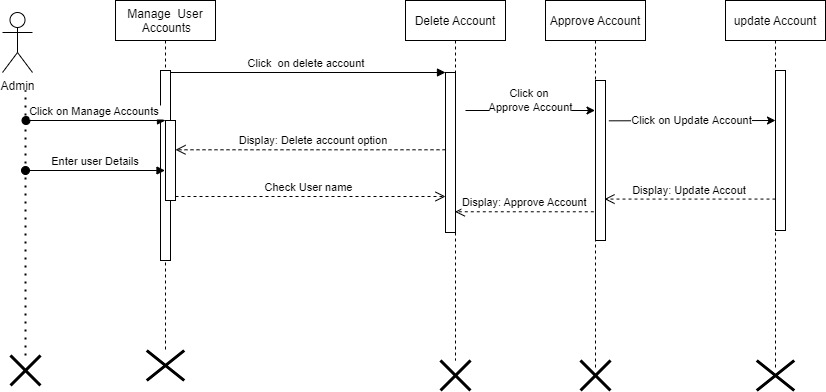 Manage User
Accounts
Delete Account
Approve Account
update Account
Admin
Click on delete account
Click on
Approve Account
Click on Manage Accounts
Click on Update Account
Display: Delete account option
Enter user Details
Check User name
Display: Approve Account
Display: Update Accout